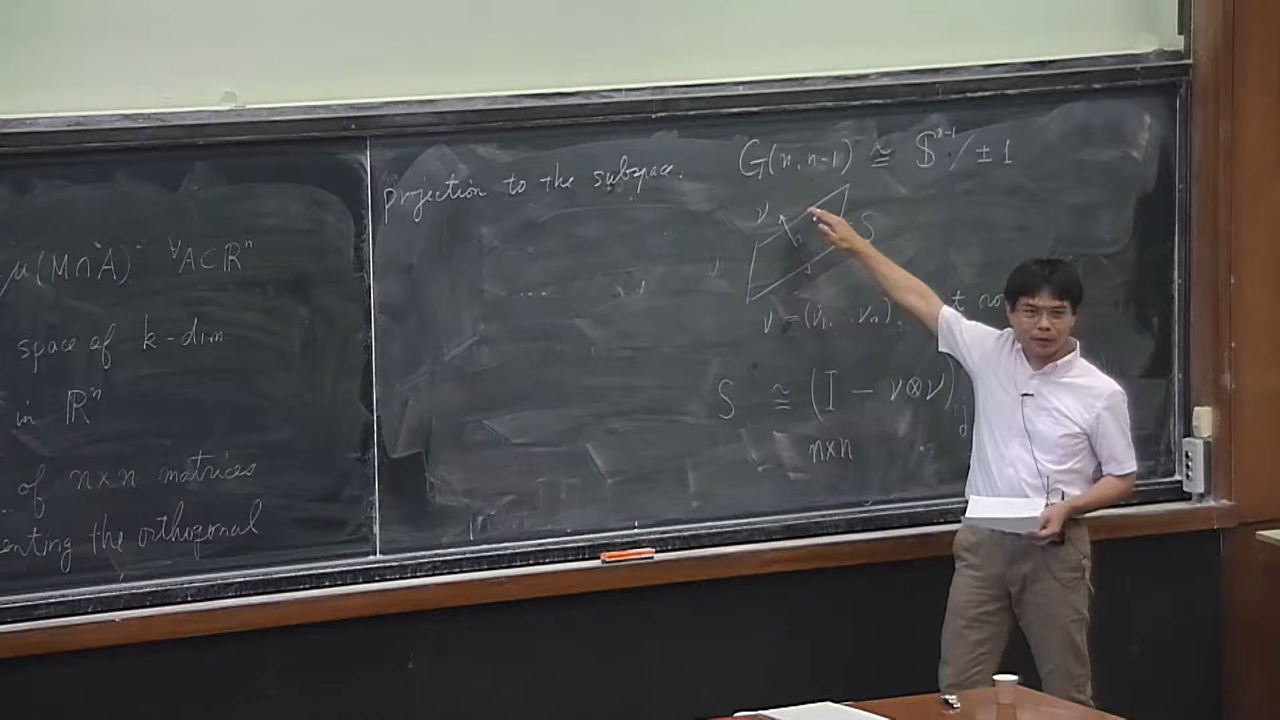 μ(M∩A) ∀A⊂ℝⁿ
space of k-dim
in ℝⁿ
of n×n matrices
enting the orthogonal
projection to the subspace.
G(n, n-1) ≅ 𝕊ⁿ⁻¹/±1
ν
S
ν = (ν₁, ... νₙ)
S ≅ (I - ν⊗ν)
n×n